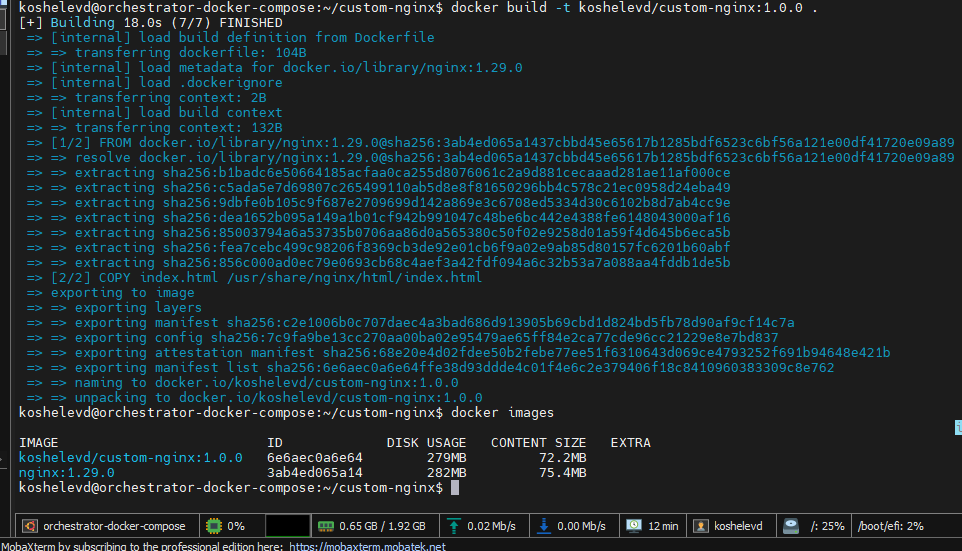 koshelevd@orchestrator-docker-compose:~/custom-nginx$ docker build -t koshelevd/custom-nginx:1.0.0 .
[+] Building 18.0s (7/7) FINISHED
=> [internal] load build definition from Dockerfile
=> => transferring dockerfile: 104B
=> [internal] load metadata for docker.io/library/nginx:1.29.0
=> [internal] load .dockerignore
=> => transferring context: 2B
=> [internal] load build context
=> => transferring context: 132B
=> [1/2] FROM docker.io/library/nginx:1.29.0@sha256:3ab4ed065a1437cbbd45e65617b1285bdf6523c6bf56a121e00df41720e09a89
=> => resolve docker.io/library/nginx:1.29.0@sha256:3ab4ed065a1437cbbd45e65617b1285bdf6523c6bf56a121e00df41720e09a89
=> => extracting sha256:b1badc6e50664185acfaa0ca255d8076061c2a9d881cecaaad281ae11af000ce
=> => extracting sha256:c5ada5e7d69807c265499110ab5d8e8f81650296bb4c578c21ec0958d24eba49
=> => extracting sha256:9dbfe0b105c9f687e2709699d142a869e3c6708ed5334d30c6102b8d7ab4cc9e
=> => extracting sha256:dea1652b095a149a1b01cf942b991047c48be6bc442e4388fe6148043000af16
=> => extracting sha256:85003794a6a53735b0706aa86d0a565380c50f02e9258d01a59f4d645b6eca5b
=> => extracting sha256:fea7cebc499c98206f8369cb3de92e01cb6f9a02e9ab85d80157fc6201b60abf
=> => extracting sha256:856c000ad0ec79e0693cb68c4aef3a42fdf094a6c32b53a7a088aa4fddb1de5b
=> [2/2] COPY index.html /usr/share/nginx/html/index.html
=> exporting to image
=> => exporting layers
=> => exporting manifest sha256:c2e1006b0c707daec4a3bad686d913905b69cbd1d824bd5fb78d90af9cf14c7a
=> => exporting config sha256:7c9fa9be13cc270aa00ba02e95479ae65ff84e2ca77cde96cc21229e8e7bd837
=> => exporting attestation manifest sha256:68e20e4d02fdee50b2febe77ee51f6310643d069ce4793252f691b94648e421b
=> => exporting manifest list sha256:6e6aec0a6e64ffe38d93ddde4c01f4e6c2e379406f18c8410960383309c8e762
=> => naming to docker.io/koshelevd/custom-nginx:1.0.0
=> => unpacking to docker.io/koshelevd/custom-nginx:1.0.0
koshelevd@orchestrator-docker-compose:~/custom-nginx$ docker images
IMAGE ID DISK USAGE CONTENT SIZE EXTRA
koshelevd/custom-nginx:1.0.0 6e6aec0a6e64 279MB 72.2MB
nginx:1.29.0 3ab4ed065a14 282MB 75.4MB
koshelevd@orchestrator-docker-compose:~/custom-nginx$
orchestrator-docker-compose 0% 0.65 GB / 1.92 GB 0.02 Mb/s 0.00 Mb/s 12 min koshelevd /: 25% /boot/efi: 2%
MobaXterm by subscribing to the professional edition here: https://mobaxterm.mobatek.net